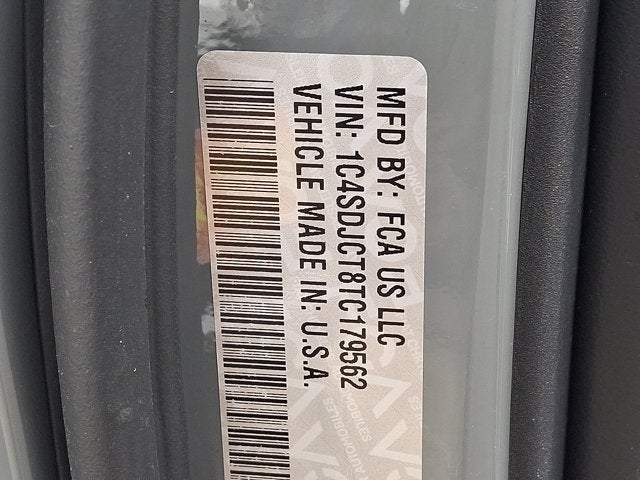 MFD BY: FCA US LLC
VIN: 1C4SDJCT8TC179562
VEHICLE MADE IN: U.S.A.